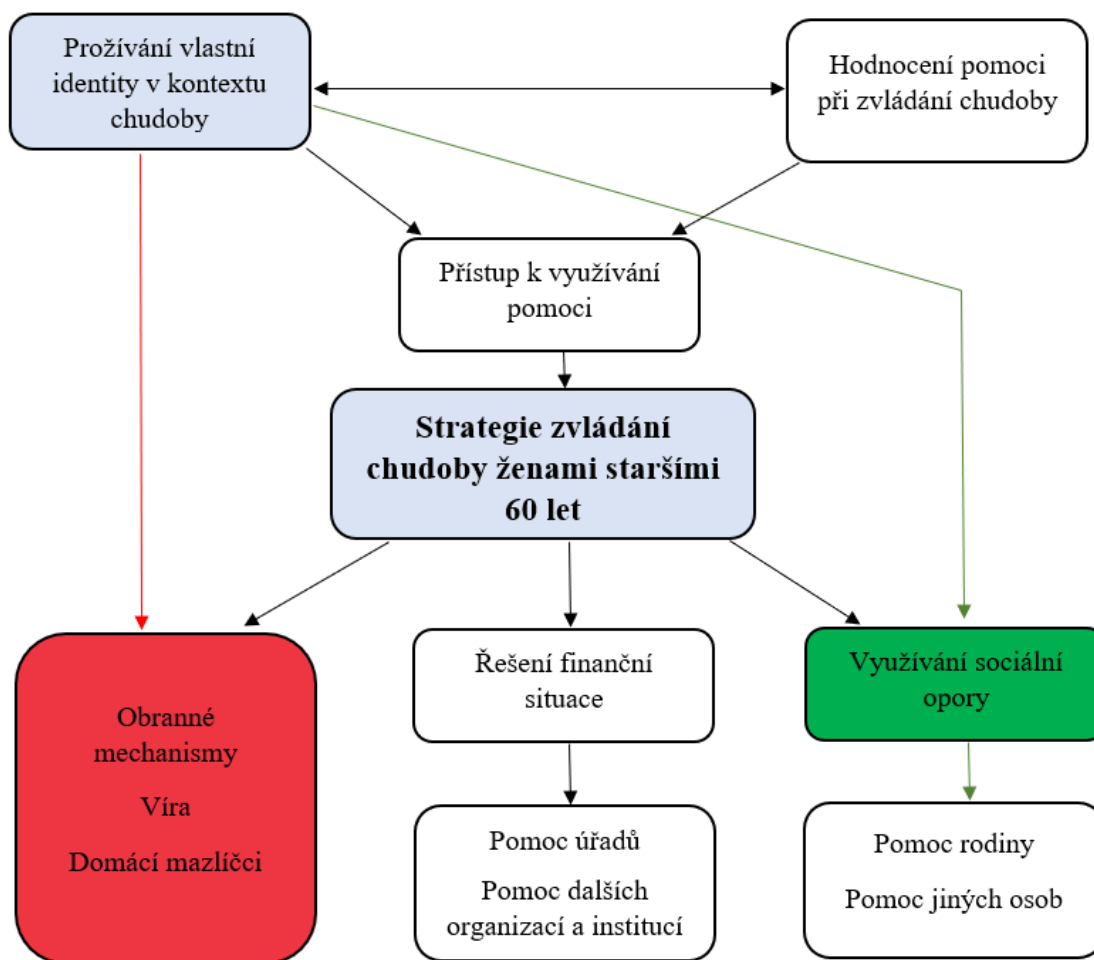 Prožívání vlastní
identity v kontextu
chudoby
Hodnocení pomoci
při zvládání chudoby
Přístup k využívání
pomoci
Strategie zvládání
chudoby ženami staršími
60 let
Obranné
mechanismy
Víra
Domácí mazlíčci
Řešení finanční
situace
Využívání sociální
opory
Pomoc úřadů
Pomoc dalších
organizací a institucí
Pomoc rodiny
Pomoc jiných osob